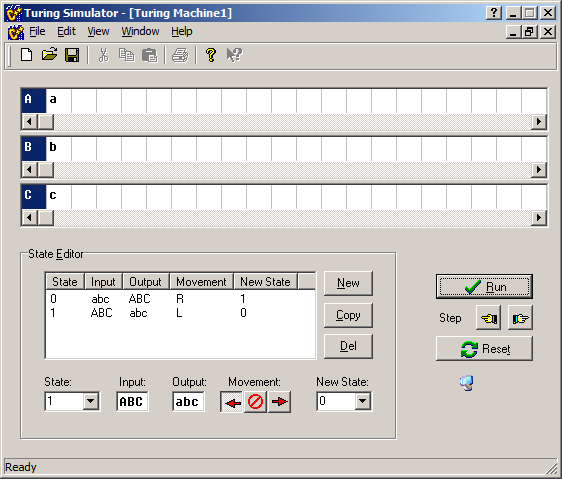 Turing Simulator - [Turing Machine1]
File Edit View Window Help
A a
B b
C c
State Editor
State Input Output Movement New State
0 abc ABC R 1
1 ABC abc L 0
New
Copy
Del
Run
Step
Reset
State: Input: Output: Movement: New State:
1 ABC abc 0
Ready